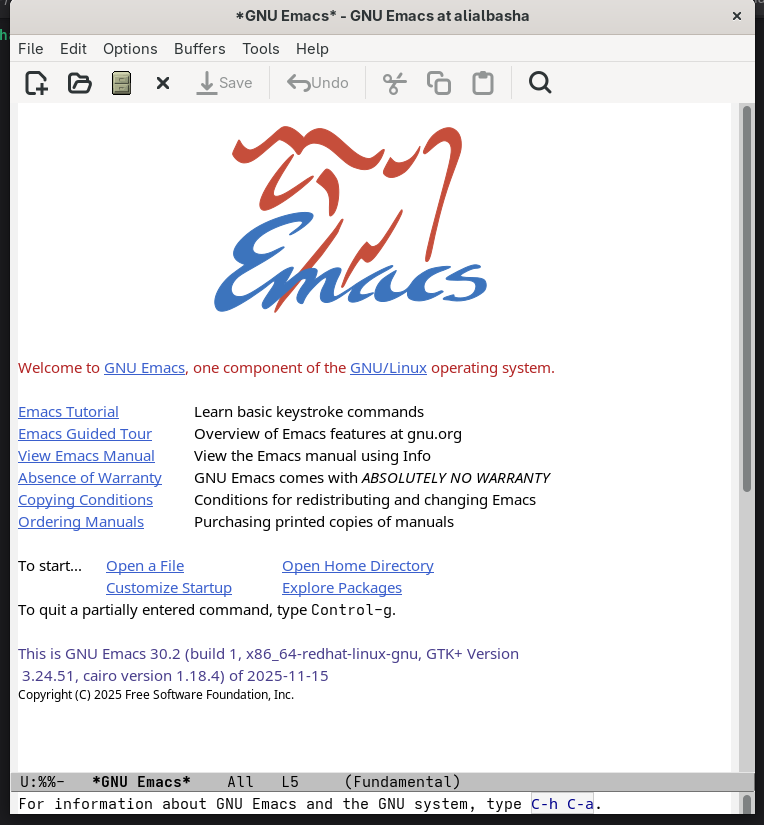 *GNU Emacs* - GNU Emacs at alialbasha
File Edit Options Buffers Tools Help
Save Undo
Emacs
Welcome to GNU Emacs, one component of the GNU/Linux operating system.
Emacs Tutorial Learn basic keystroke commands
Emacs Guided Tour Overview of Emacs features at gnu.org
View Emacs Manual View the Emacs manual using Info
Absence of Warranty GNU Emacs comes with ABSOLUTELY NO WARRANTY
Copying Conditions Conditions for redistributing and changing Emacs
Ordering Manuals Purchasing printed copies of manuals
To start... Open a File Open Home Directory
Customize Startup Explore Packages
To quit a partially entered command, type Control-g.
This is GNU Emacs 30.2 (build 1, x86_64-redhat-linux-gnu, GTK+ Version
3.24.51, cairo version 1.18.4) of 2025-11-15
Copyright (C) 2025 Free Software Foundation, Inc.
U:%%- *GNU Emacs* All L5 (Fundamental)
For information about GNU Emacs and the GNU system, type C-h C-a.